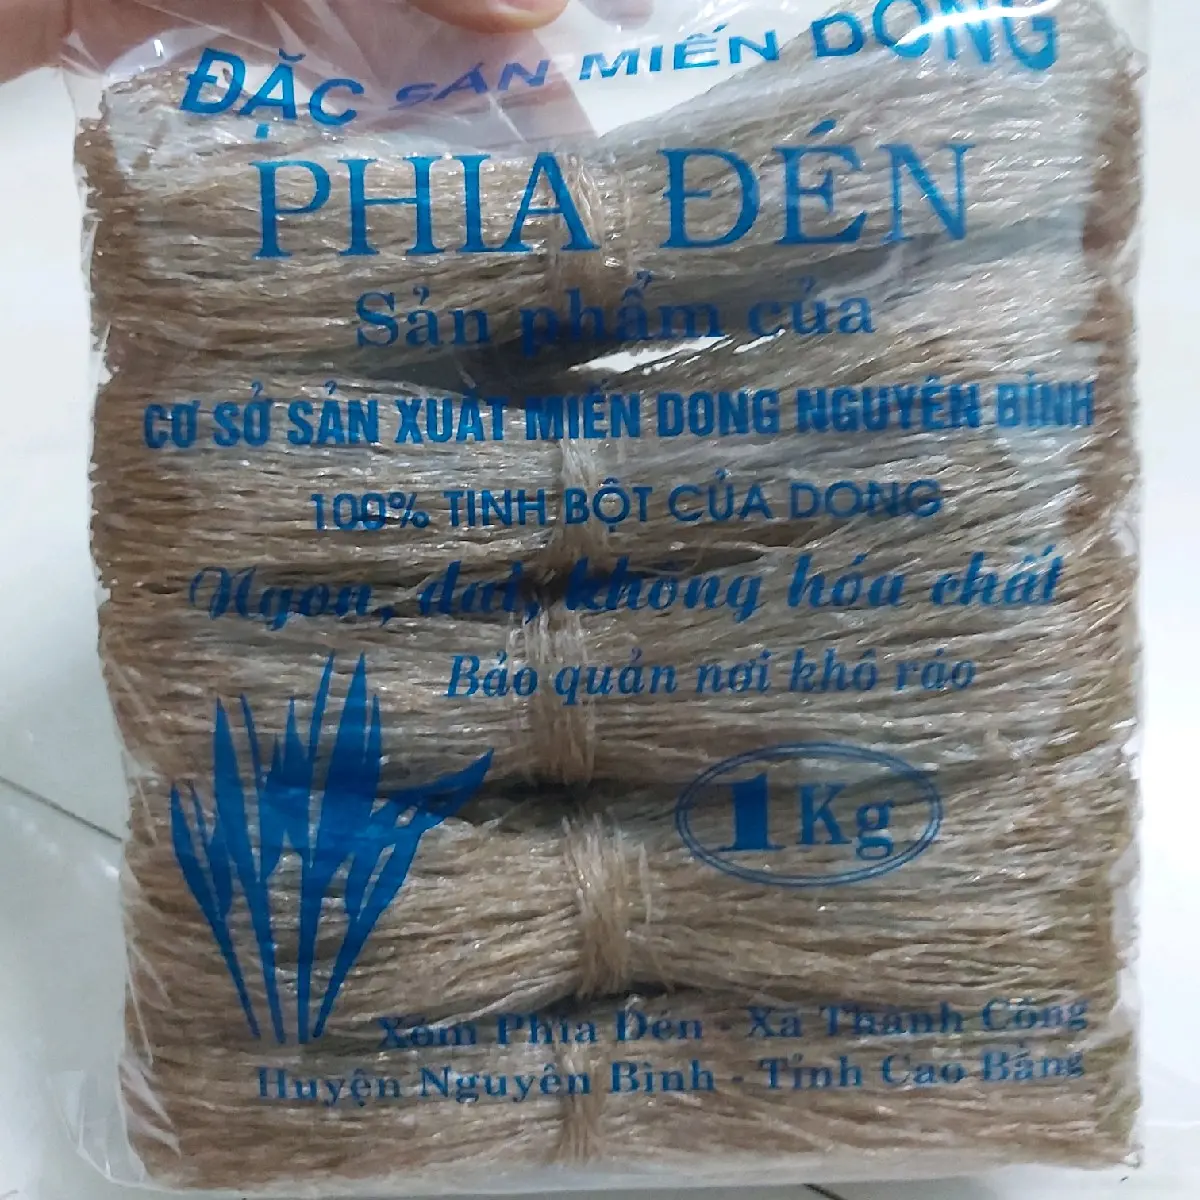 ĐẶC SẢN MIẾN DONG
PHIA ĐÉN
Sản phẩm của
CƠ SỞ SẢN XUẤT MIẾN DONG NGUYÊN BÌNH
100% TINH BỘT CỦA DONG
Ngon, dai, không hóa chất
Bảo quản nơi khô ráo
1Kg
Xóm Phia Đén - Xã Thành Công
Huyện Nguyên Bình - Tỉnh Cao Bằng